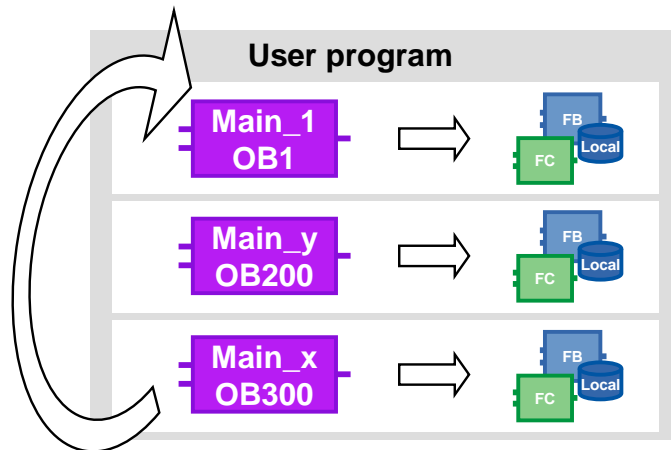 User program
Main_1
OB1
FB
Local
FC
Main_y
OB200
FB
Local
FC
Main_x
OB300
FB
Local
FC